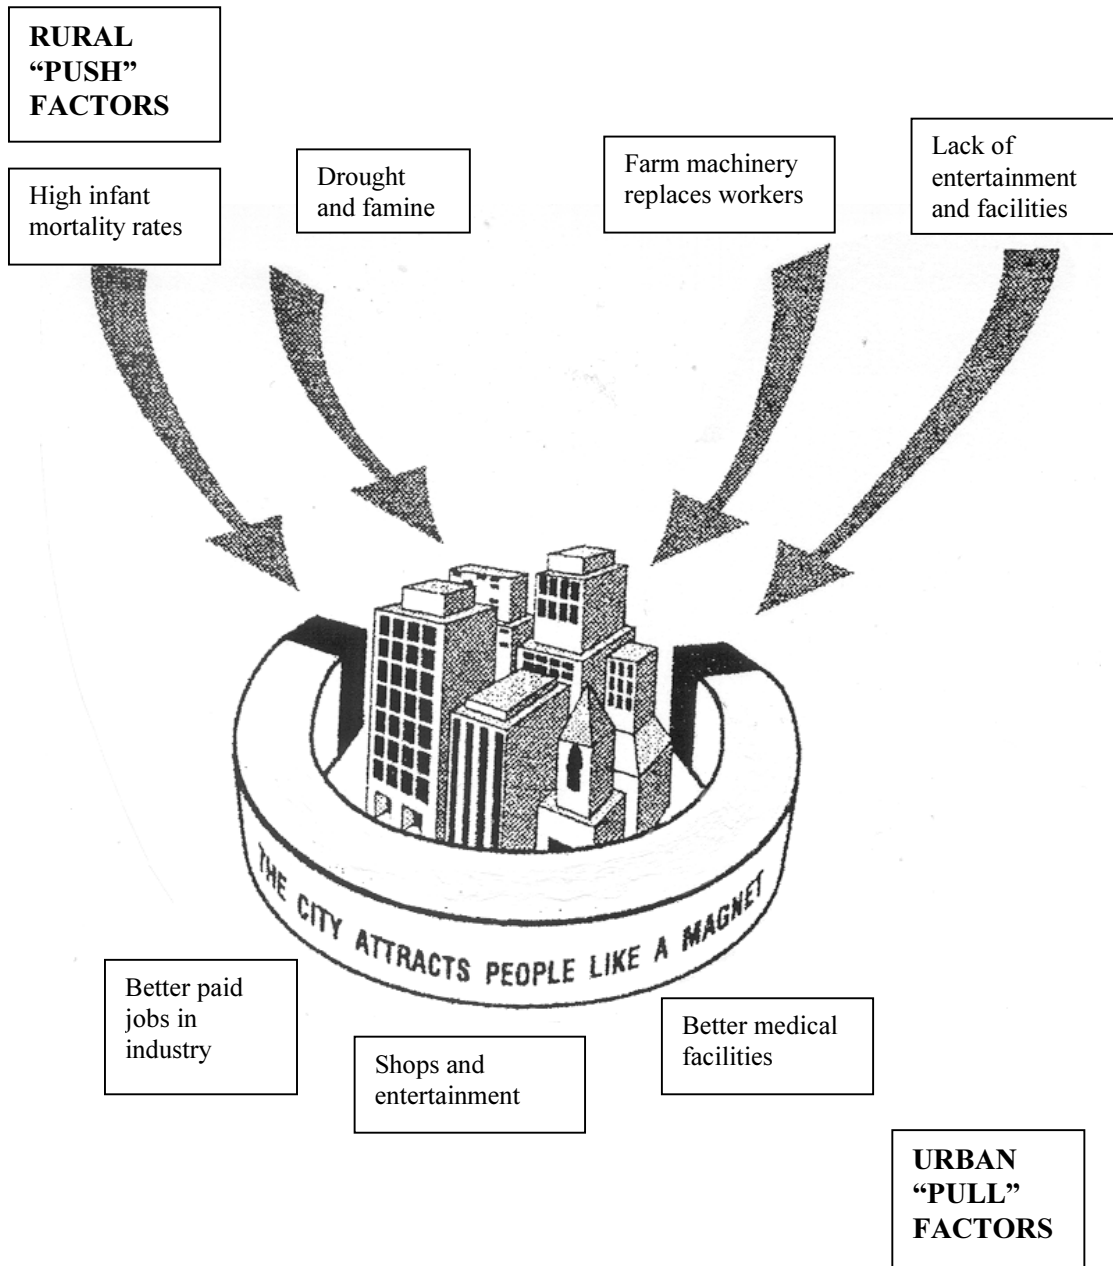 RURAL
“PUSH”
FACTORS
High infant
mortality rates
Drought
and famine
Farm machinery
replaces workers
Lack of
entertainment
and facilities
THE CITY ATTRACTS PEOPLE LIKE A MAGNET
Better paid
jobs in
industry
Shops and
entertainment
Better medical
facilities
URBAN
“PULL”
FACTORS